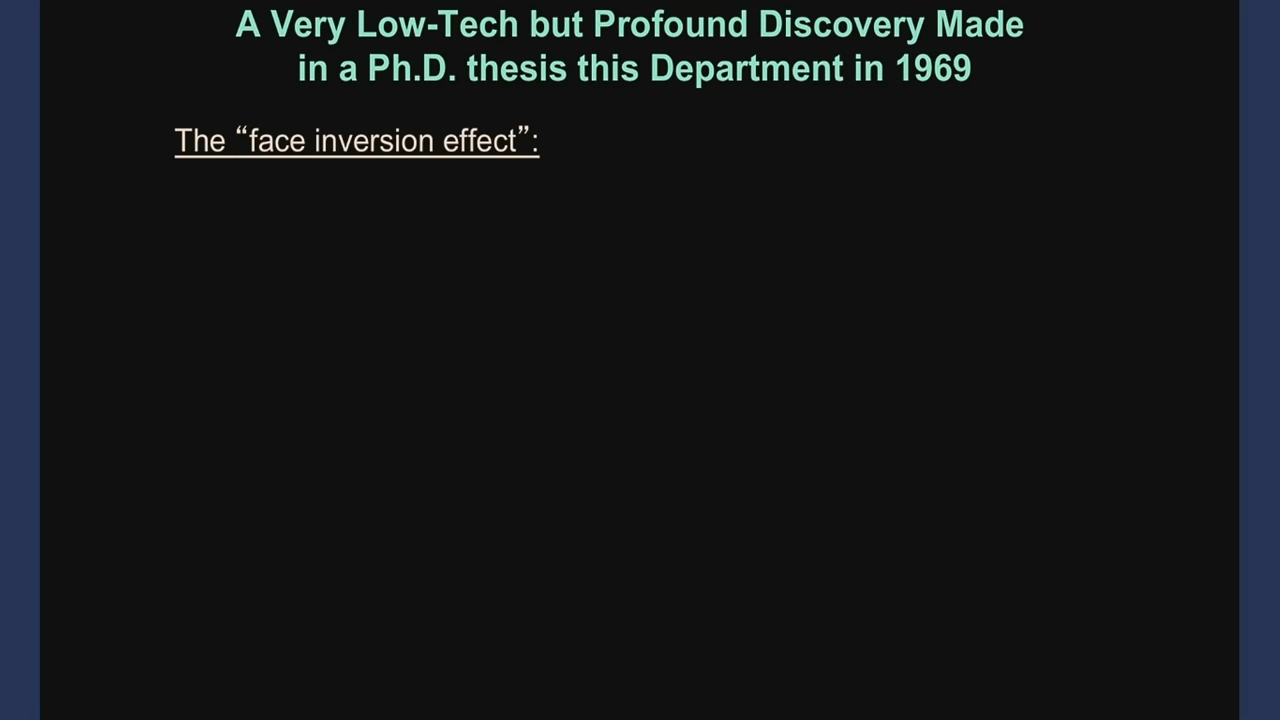 A Very Low-Tech but Profound Discovery Made
in a Ph.D. thesis this Department in 1969
The “face inversion effect”: